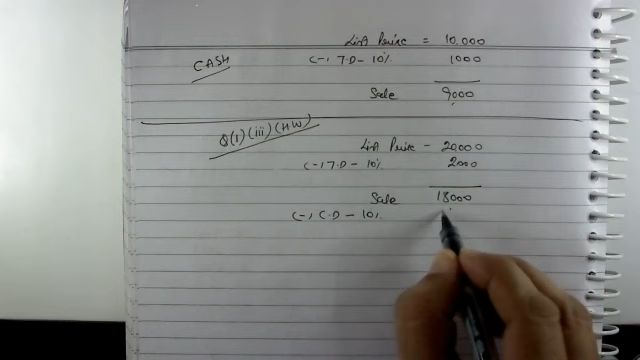 List Price = 10,000
CASH (-) T.D - 10% 1000
Sale 9000
Q(1)(iii)(HW)
List Price - 20000
(-) T.D - 10% 2000
Sale 18000
(-) C.D - 10%